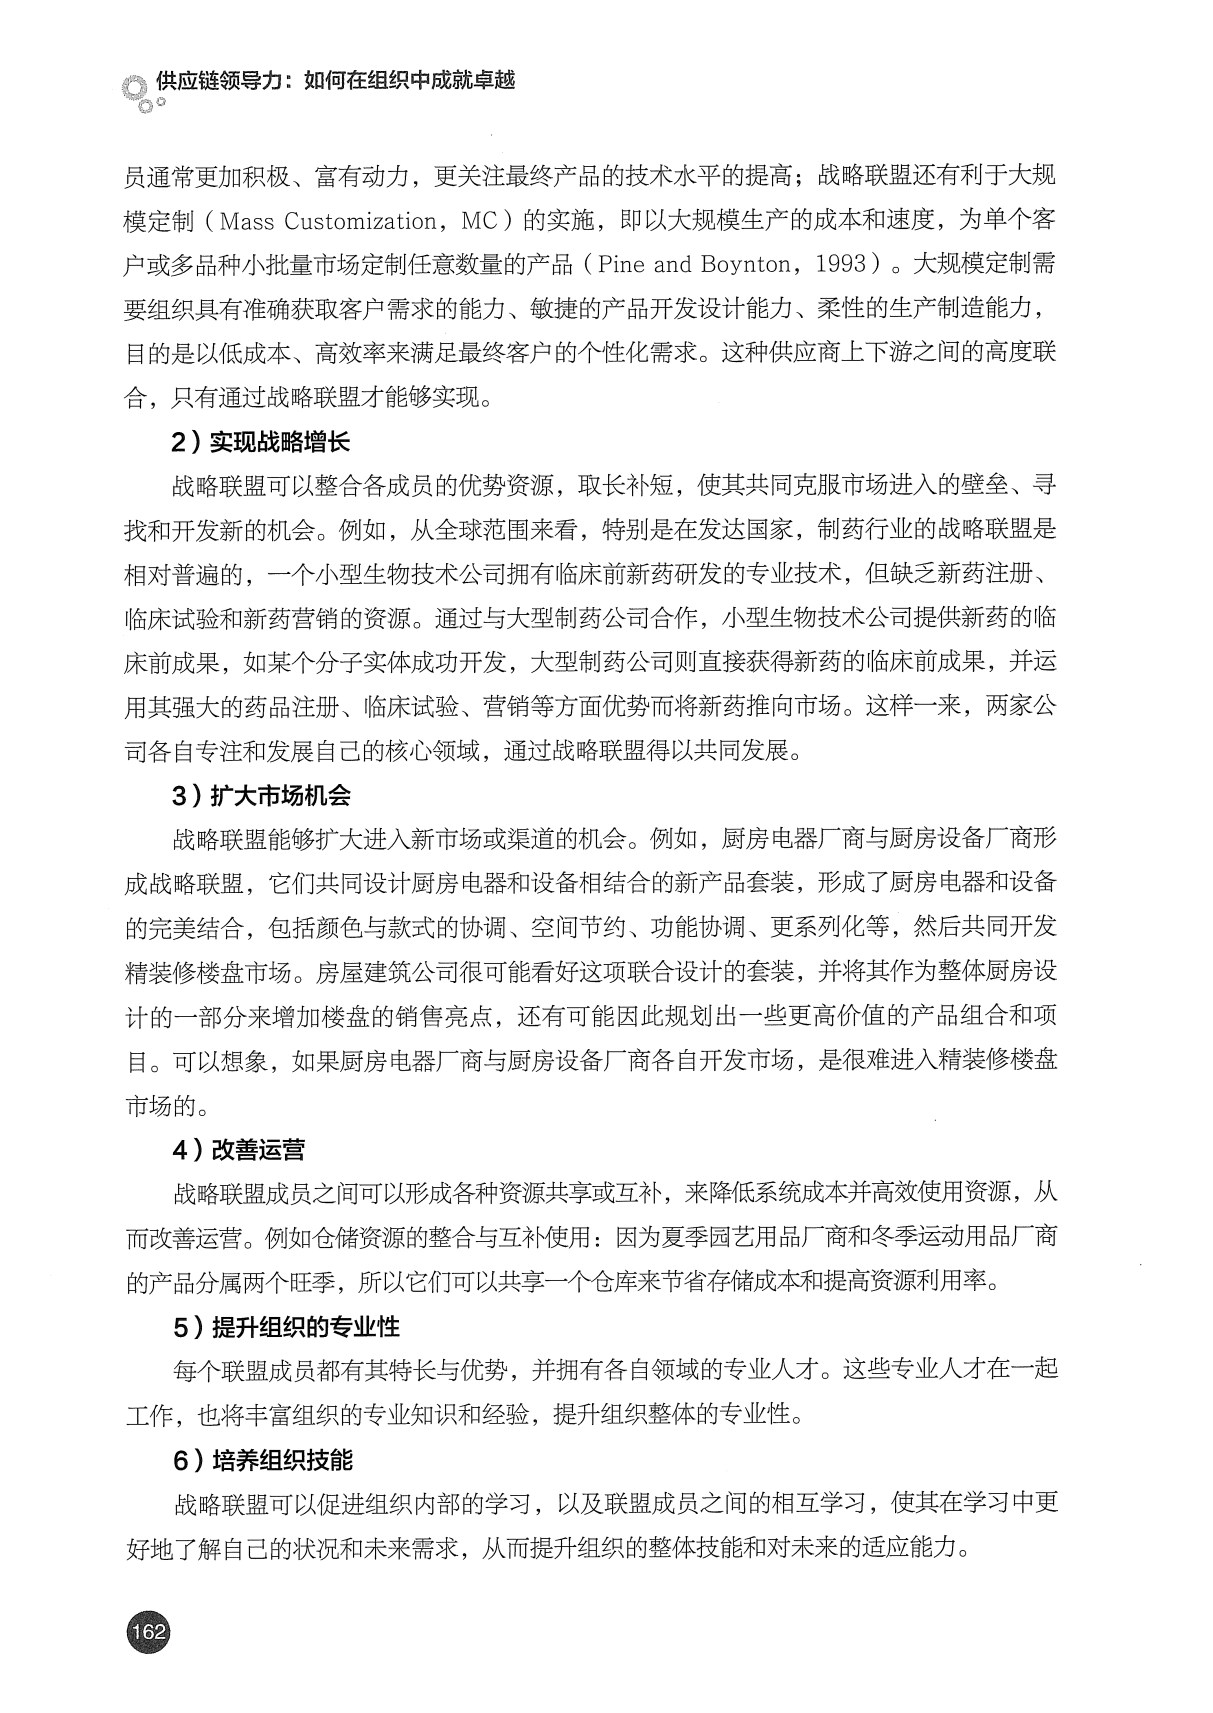 供应链领导力：如何在组织中成就卓越
员通常更加积极、富有动力，更关注最终产品的技术水平的提高；战略联盟还有利于大规
模定制（Mass Customization，MC）的实施，即以大规模生产的成本和速度，为单个客
户或多品种小批量市场定制任意数量的产品（Pine and Boynton，1993）。大规模定制需
要组织具有准确获取客户需求的能力、敏捷的产品开发设计能力、柔性的生产制造能力，
目的是以低成本、高效率来满足最终客户的个性化需求。这种供应商上下游之间的高度联
合，只有通过战略联盟才能够实现。
2）实现战略增长
战略联盟可以整合各成员的优势资源，取长补短，使其共同克服市场进入的壁垒、寻
找和开发新的机会。例如，从全球范围来看，特别是在发达国家，制药行业的战略联盟是
相对普遍的，一个小型生物技术公司拥有临床前新药研发的专业技术，但缺乏新药注册、
临床试验和新药营销的资源。通过与大型制药公司合作，小型生物技术公司提供新药的临
床前成果，如某个分子实体成功开发，大型制药公司则直接获得新药的临床前成果，并运
用其强大的药品注册、临床试验、营销等方面优势而将新药推向市场。这样一来，两家公
司各自专注和发展自己的核心领域，通过战略联盟得以共同发展。
3）扩大市场机会
战略联盟能够扩大进入新市场或渠道的机会。例如，厨房电器厂商与厨房设备厂商形
成战略联盟，它们共同设计厨房电器和设备相结合的新产品套装，形成了厨房电器和设备
的完美结合，包括颜色与款式的协调、空间节约、功能协调、更系列化等，然后共同开发
精装修楼盘市场。房屋建筑公司很可能看好这项联合设计的套装，并将其作为整体厨房设
计的一部分来增加楼盘的销售亮点，还有可能因此规划出一些更高价值的产品组合和项
目。可以想象，如果厨房电器厂商与厨房设备厂商各自开发市场，是很难进入精装修楼盘
市场的。
4）改善运营
战略联盟成员之间可以形成各种资源共享或互补，来降低系统成本并高效使用资源，从
而改善运营。例如仓储资源的整合与互补使用：因为夏季园艺用品厂商和冬季运动用品厂商
的产品分属两个旺季，所以它们可以共享一个仓库来节省存储成本和提高资源利用率。
5）提升组织的专业性
每个联盟成员都有其特长与优势，并拥有各自领域的专业人才。这些专业人才在一起
工作，也将丰富组织的专业知识和经验，提升组织整体的专业性。
6）培养组织技能
战略联盟可以促进组织内部的学习，以及联盟成员之间的相互学习，使其在学习中更
好地了解自己的状况和未来需求，从而提升组织的整体技能和对未来的适应能力。
162